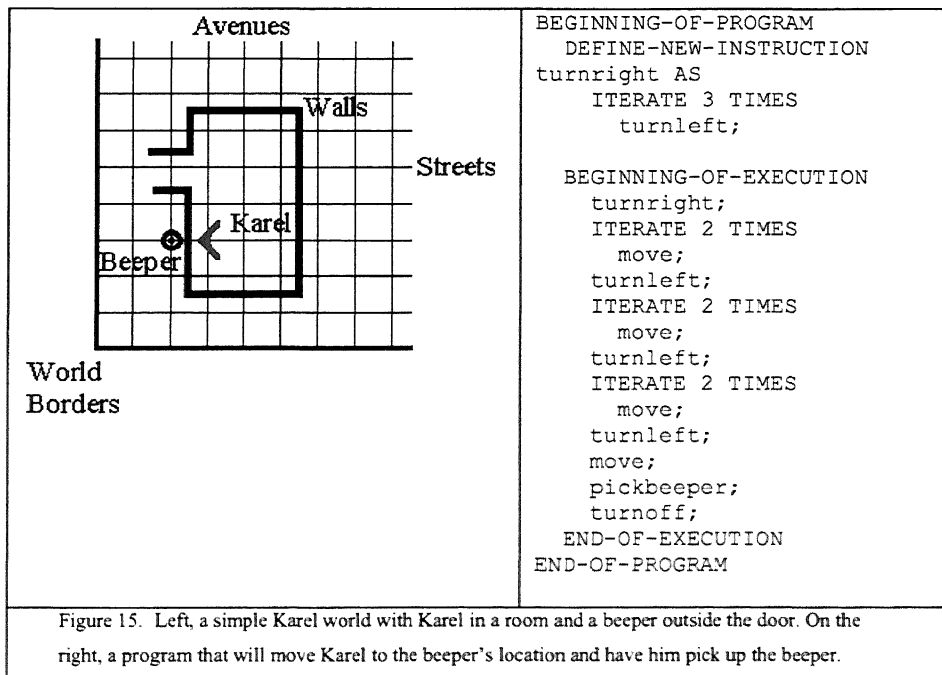 Avenues
Walls
Streets
Karel
Beeper
World
Borders
BEGINNING-OF-PROGRAM
DEFINE-NEW-INSTRUCTION
turnright AS
ITERATE 3 TIMES
turnleft;
BEGINNING-OF-EXECUTION
turnright;
ITERATE 2 TIMES
move;
turnleft;
ITERATE 2 TIMES
move;
turnleft;
ITERATE 2 TIMES
move;
turnleft;
move;
pickbeeper;
turnoff;
END-OF-EXECUTION
END-OF-PROGRAM
Figure 15. Left, a simple Karel world with Karel in a room and a beeper outside the door. On the
right, a program that will move Karel to the beeper's location and have him pick up the beeper.